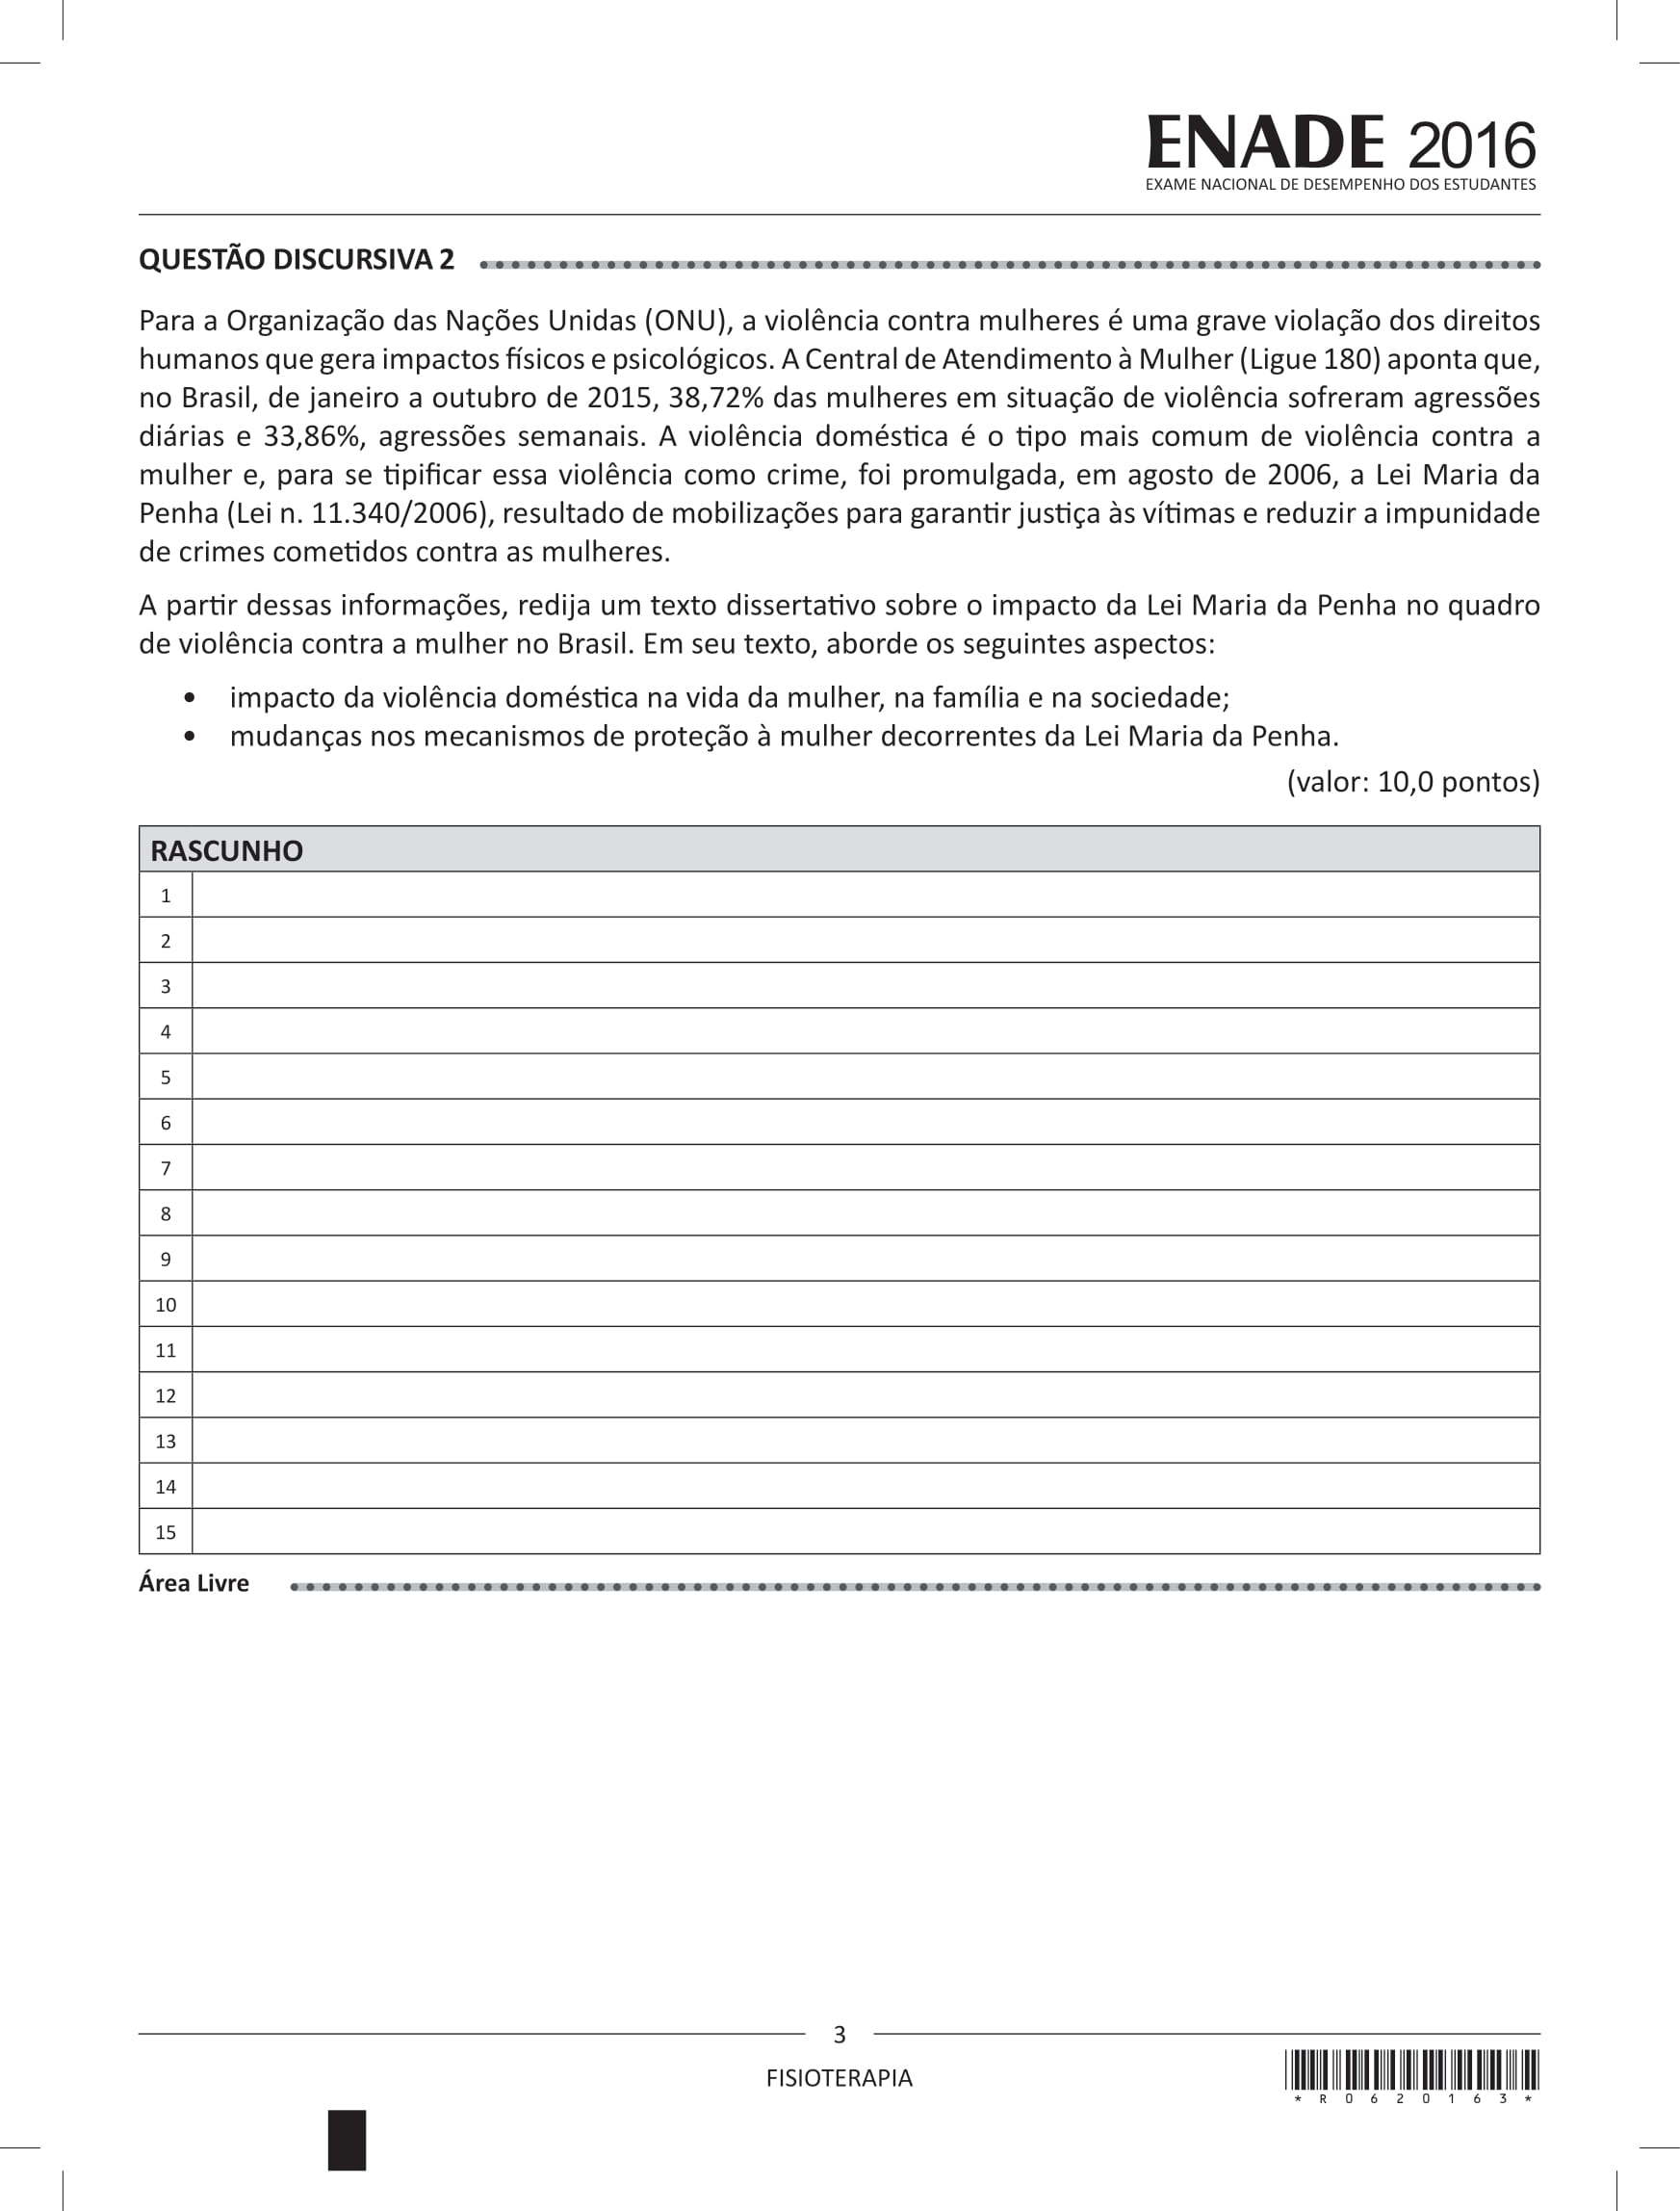 ENADE 2016
EXAME NACIONAL DE DESEMPENHO DOS ESTUDANTES
QUESTÃO DISCURSIVA 2
Para a Organização das Nações Unidas (ONU), a violência contra mulheres é uma grave violação dos direitos
humanos que gera impactos físicos e psicológicos. A Central de Atendimento à Mulher (Ligue 180) aponta que,
no Brasil, de janeiro a outubro de 2015, 38,72% das mulheres em situação de violência sofreram agressões
diárias e 33,86%, agressões semanais. A violência doméstica é o tipo mais comum de violência contra a
mulher e, para se tipificar essa violência como crime, foi promulgada, em agosto de 2006, a Lei Maria da
Penha (Lei n. 11.340/2006), resultado de mobilizações para garantir justiça às vítimas e reduzir a impunidade
de crimes cometidos contra as mulheres.
A partir dessas informações, redija um texto dissertativo sobre o impacto da Lei Maria da Penha no quadro
de violência contra a mulher no Brasil. Em seu texto, aborde os seguintes aspectos:
• impacto da violência doméstica na vida da mulher, na família e na sociedade;
• mudanças nos mecanismos de proteção à mulher decorrentes da Lei Maria da Penha.
(valor: 10,0 pontos)
RASCUNHO
1
2
3
4
5
6
7
8
9
10
11
12
13
14
15
Área Livre
3
FISIOTERAPIA
*R0620163*